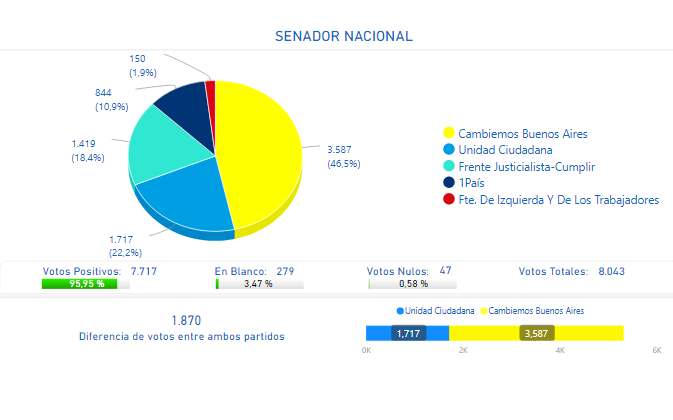 SENADOR NACIONAL
150
(1,9%)
844
(10,9%)
1.419
(18,4%)
3.587
(46,5%)
1.717
(22,2%)
Cambiemos Buenos Aires
Unidad Ciudadana
Frente Justicialista-Cumplir
1País
Fte. De Izquierda Y De Los Trabajadores
Votos Positivos: 7.717 En Blanco: 279 Votos Nulos: 47 Votos Totales: 8.043
95,95 % 3,47 % 0,58 %
1.870
Diferencia de votos entre ambos partidos
Unidad Ciudadana Cambiemos Buenos Aires
1,717 3,587
0K 2K 4K 6K